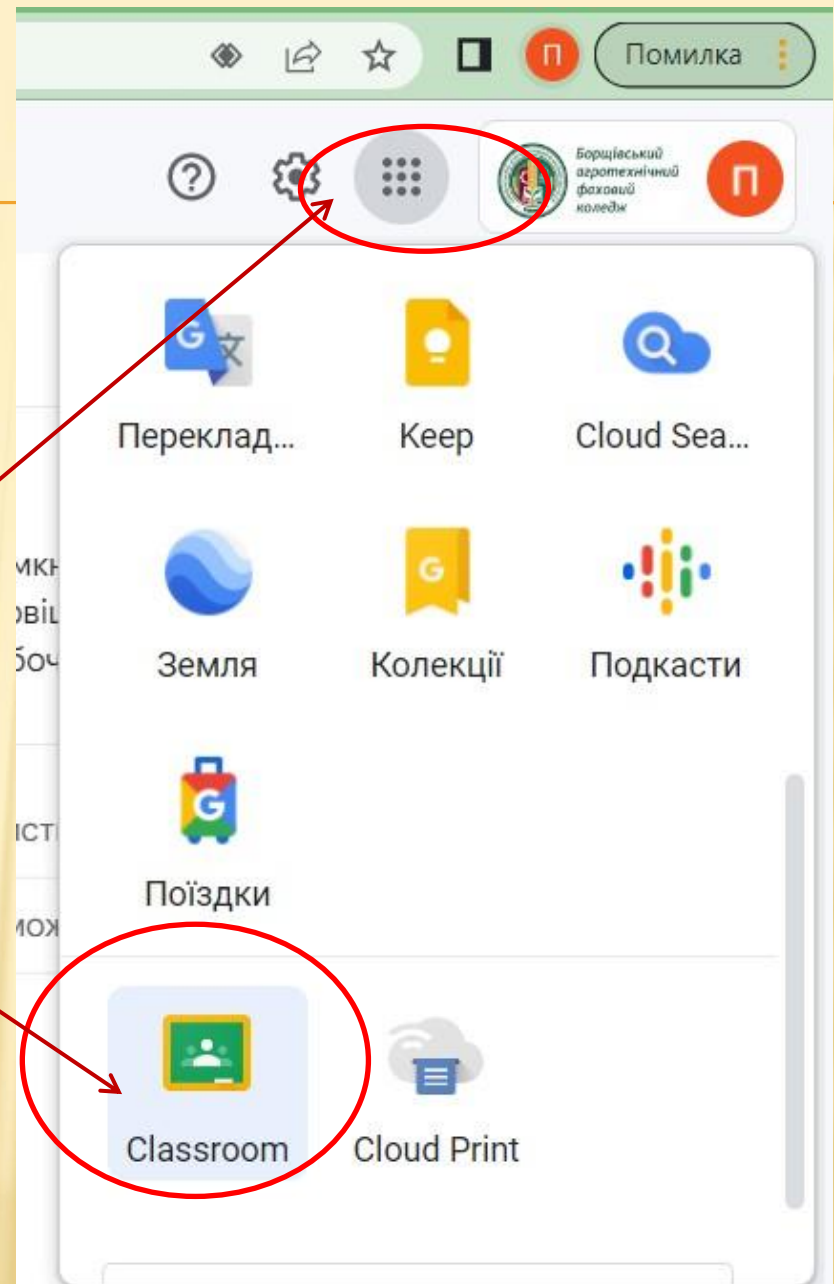 П
Помилка
Борщівський
агротехнічний
фаховий
коледж
П
Переклад...
Keep
Cloud Sea...
Земля
Колекції
Подкасти
Поїздки
Classroom
Cloud Print